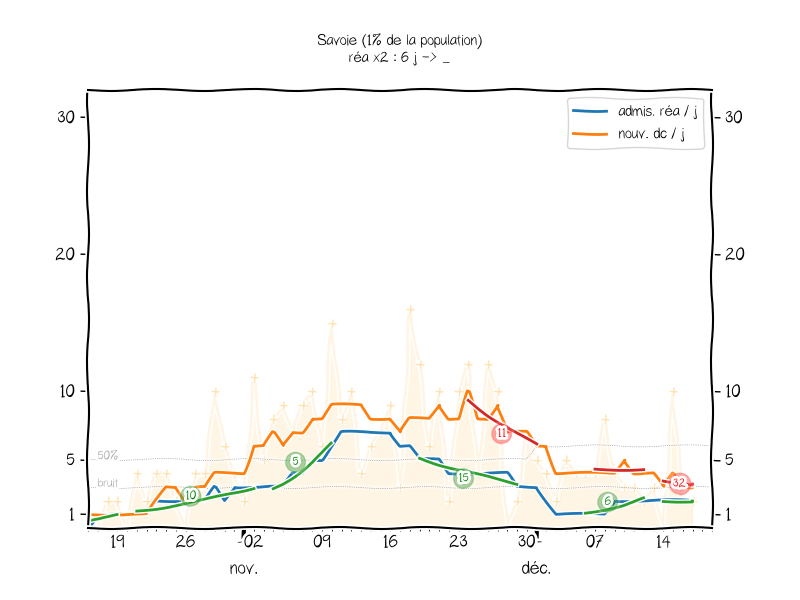 Savoie (1% de la population)
réa x2 : 6 j -> _
admis. réa / j
nouv. dc / j
30 30
20 20
10 10
5 5
1 1
50%
bruit
10
5
15
11
6
32
19 26 02 09 16 23 30 07 14
nov. déc.